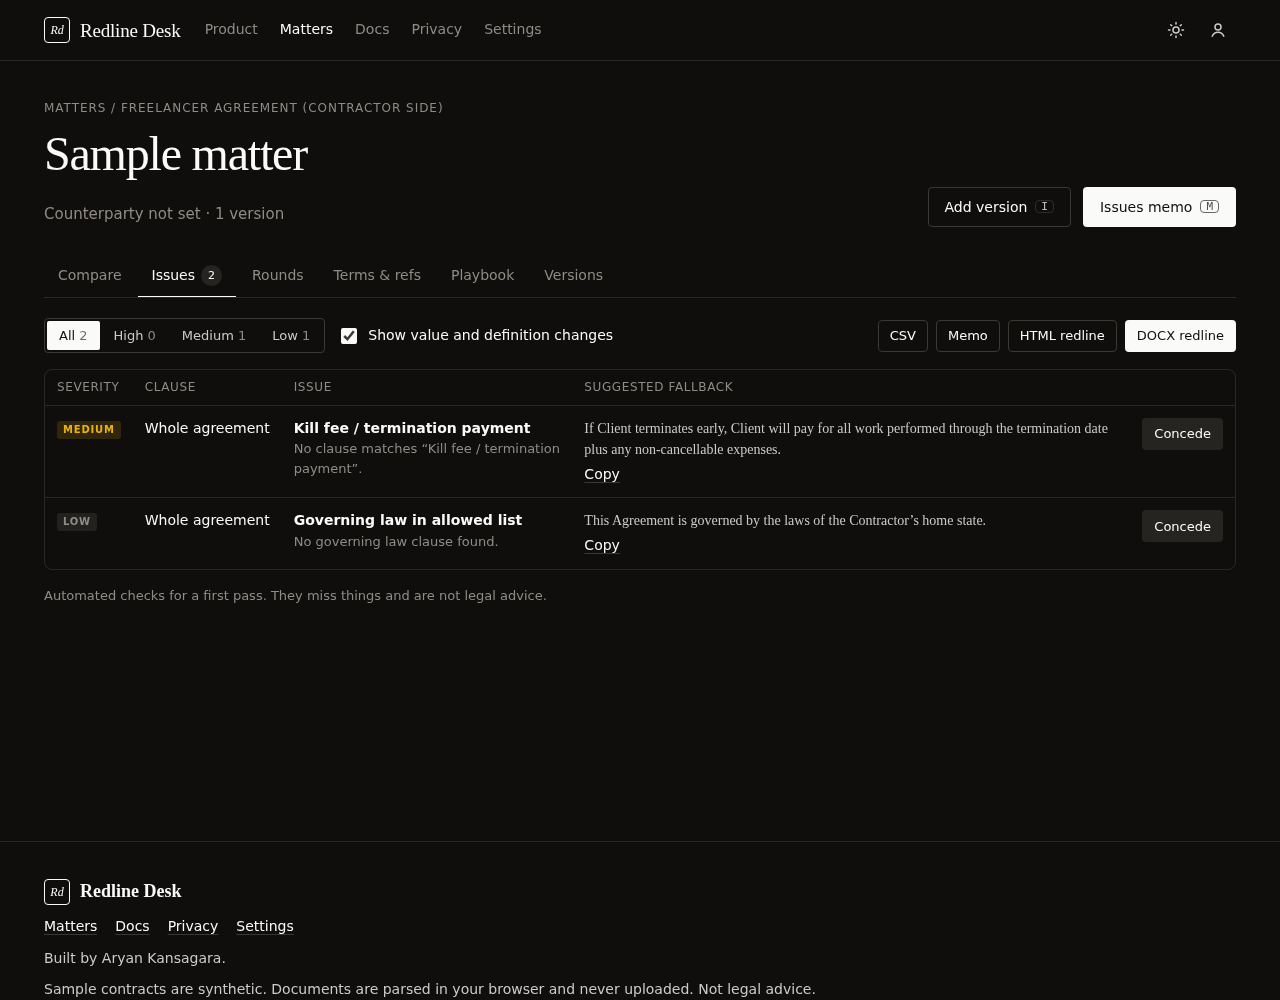 Rd Redline Desk Product Matters Docs Privacy Settings
MATTERS / FREELANCER AGREEMENT (CONTRACTOR SIDE)
Sample matter
Counterparty not set · 1 version
Add version I Issues memo M
Compare Issues 2 Rounds Terms & refs Playbook Versions
All 2 High 0 Medium 1 Low 1 Show value and definition changes CSV Memo HTML redline DOCX redline
SEVERITY CLAUSE ISSUE SUGGESTED FALLBACK
MEDIUM Whole agreement Kill fee / termination payment
No clause matches “Kill fee / termination
payment”.
If Client terminates early, Client will pay for all work performed through the termination date
plus any non-cancellable expenses.
Copy
Concede
LOW Whole agreement Governing law in allowed list
No governing law clause found.
This Agreement is governed by the laws of the Contractor’s home state.
Copy
Concede
Automated checks for a first pass. They miss things and are not legal advice.
Rd Redline Desk
Matters Docs Privacy Settings
Built by Aryan Kansagara.
Sample contracts are synthetic. Documents are parsed in your browser and never uploaded. Not legal advice.